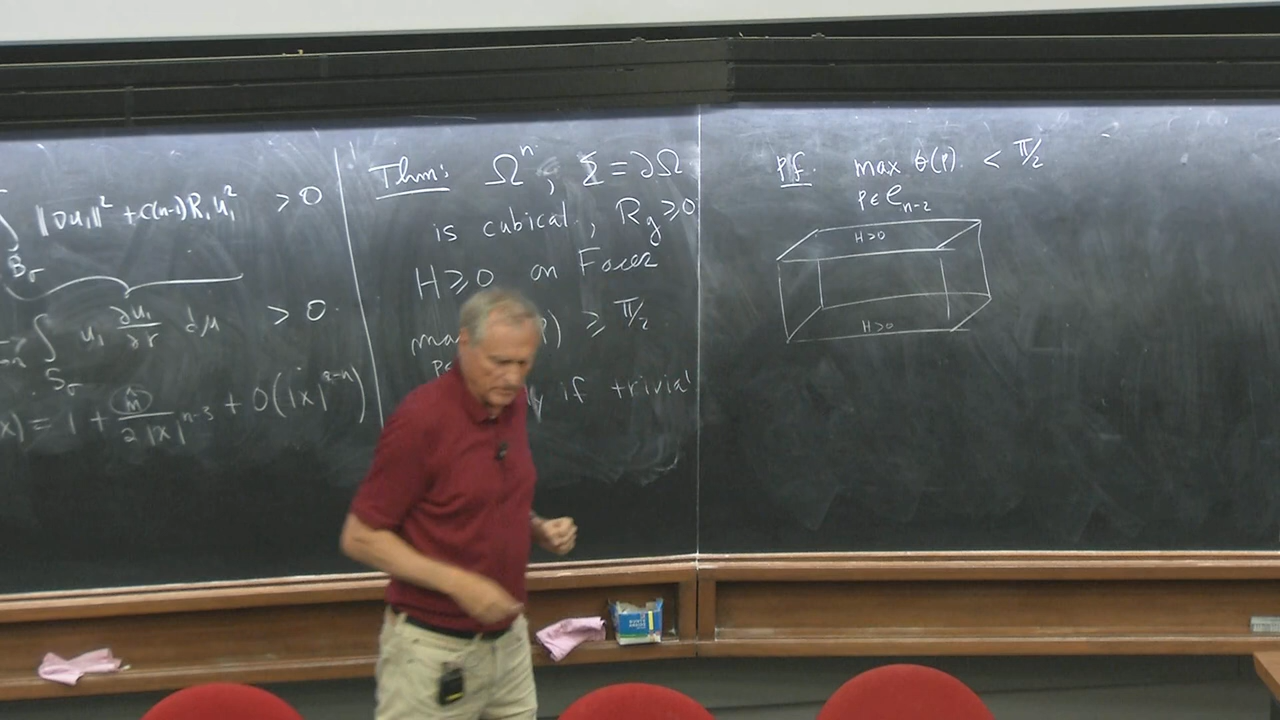 ∫_{B_σ} ‖∇u₁‖² + c(n-1)R₁u₁² > 0
∫_{S_σ} u₁ ∂u₁/∂r dμ > 0
x) = 1 + m̂/2|x|^{n-3} + O(|x|^{2-n})
Thm: Ωⁿ, Σ = ∂Ω
is cubical, R_g ≥ 0
H ≥ 0 on Faces
) ≥ π/2
if trivial
Pf. max θ(p) < π/2
p∈e_{n-2}
H>0
H>0